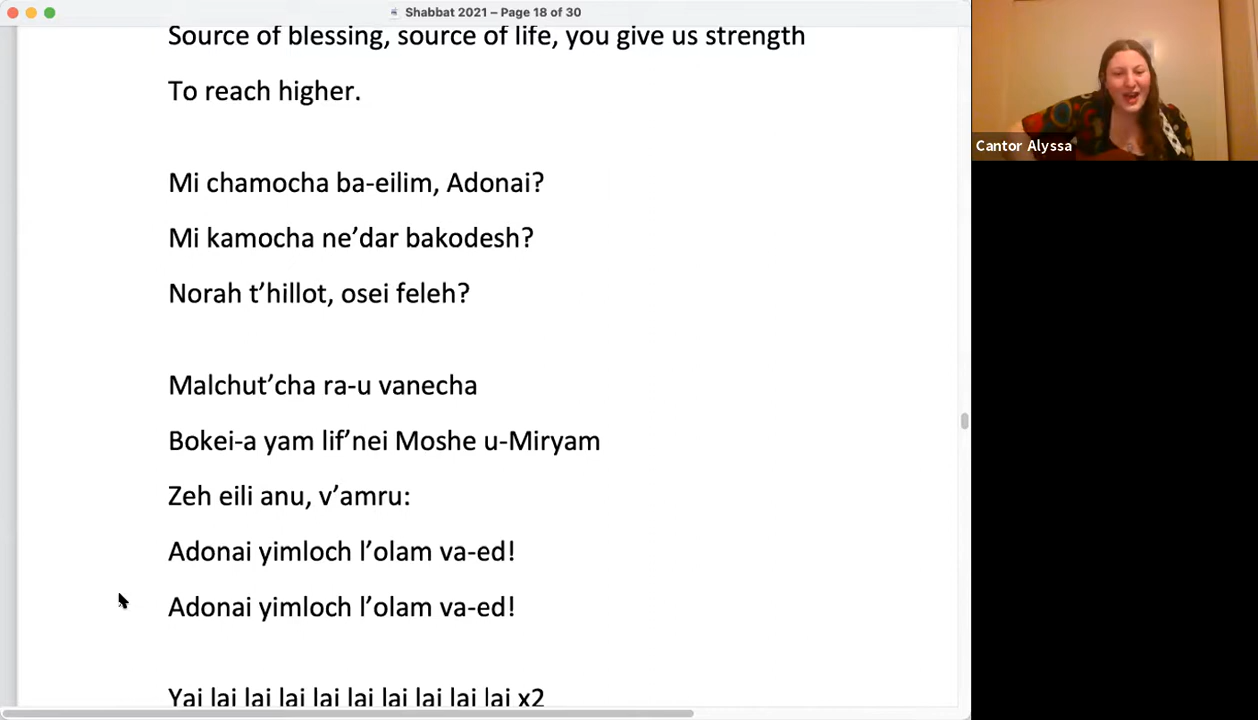 Shabbat 2021 – Page 18 of 30
Source of blessing, source of life, you give us strength
To reach higher.
Mi chamocha ba-eilim, Adonai?
Mi kamocha ne’dar bakodesh?
Norah t’hillot, osei feleh?
Malchut’cha ra-u vanecha
Bokei-a yam lif’nei Moshe u-Miryam
Zeh eili anu, v’amru:
Adonai yimloch l’olam va-ed!
Adonai yimloch l’olam va-ed!
Yai lai lai lai lai lai lai lai lai lai x2
Cantor Alyssa